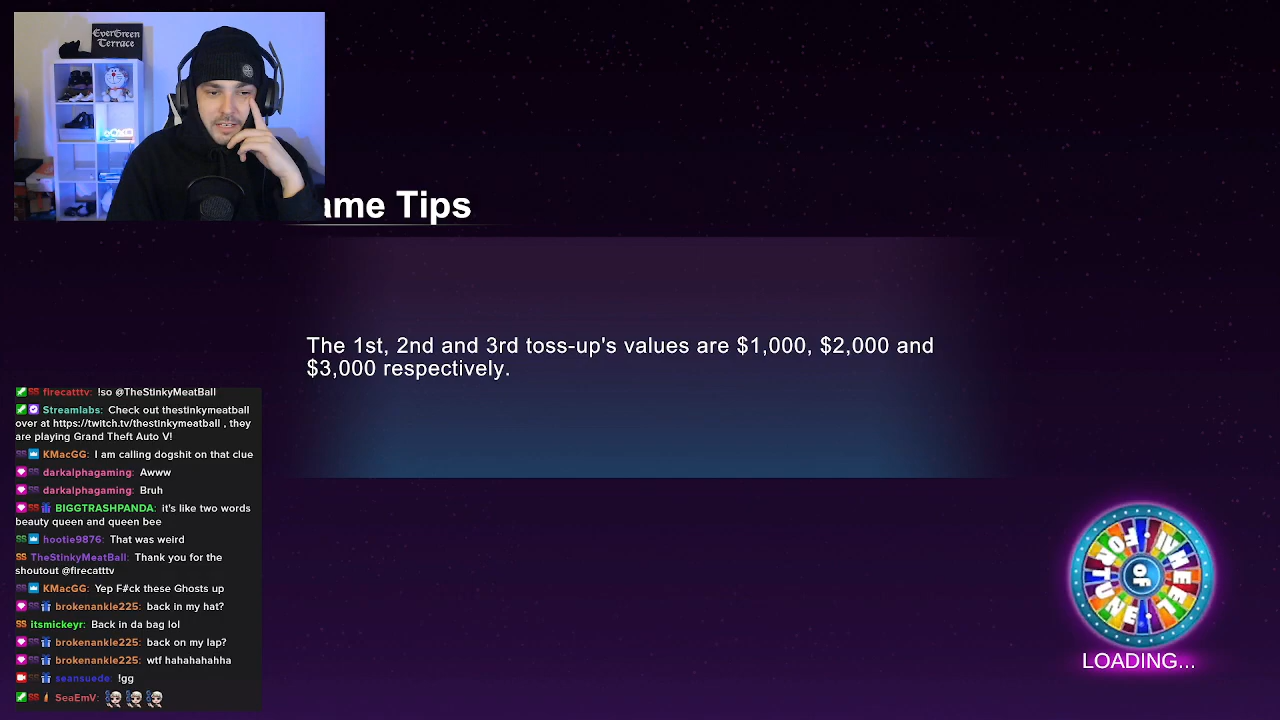 EVERGREEN
TERRACE
ame Tips
The 1st, 2nd and 3rd toss-up's values are $1,000, $2,000 and
$3,000 respectively.
firecatttv: !so @TheStinkyMeatBall
Streamlabs: Check out thestinkymeatball
over at https://twitch.tv/thestinkymeatball , they
are playing Grand Theft Auto V!
KMacGG: I am calling dogshit on that clue
darkalphagaming: Awww
darkalphagaming: Bruh
BIGGTRASHPANDA: it's like two words
beauty queen and queen bee
hootie9876: That was weird
TheStinkyMeatBall: Thank you for the
shoutout @firecatttv
KMacGG: Yep F#ck these Ghosts up
brokenankle225: back in my hat?
itsmickeyr: Back in da bag lol
brokenankle225: back on my lap?
brokenankle225: wtf hahahahahha
seansuede: !gg
SeaEmV:
WHEEL
OF
FORTUNE
LOADING...